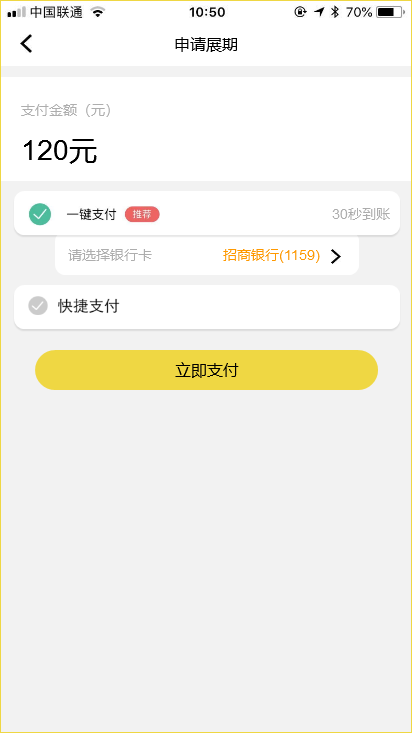 中国联通 10:50 70%
申请展期
支付金额（元）
120元
一键支付 推荐 30秒到账
请选择银行卡 招商银行(1159)
快捷支付
立即支付